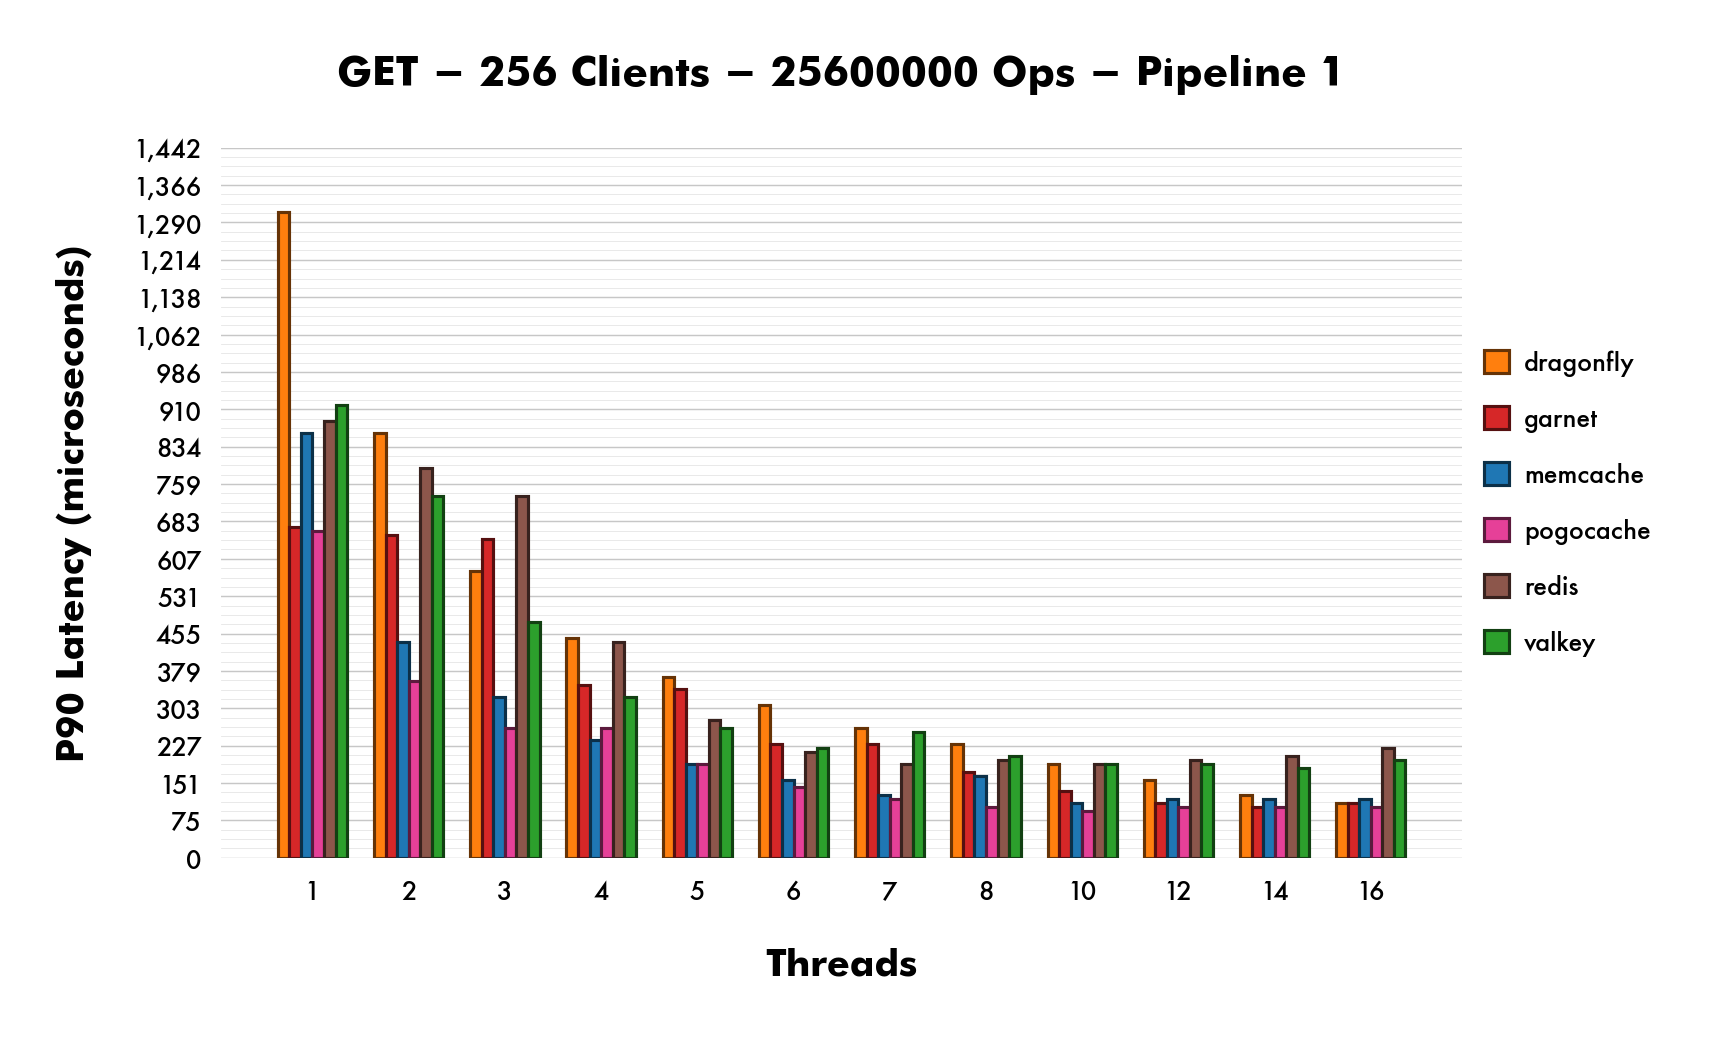 GET – 256 Clients – 25600000 Ops – Pipeline 1
P90 Latency (microseconds)
1,442
1,366
1,290
1,214
1,138
1,062
986
910
834
759
683
607
531
455
379
303
227
151
75
0
1 2 3 4 5 6 7 8 10 12 14 16
Threads
dragonfly
garnet
memcache
pogocache
redis
valkey